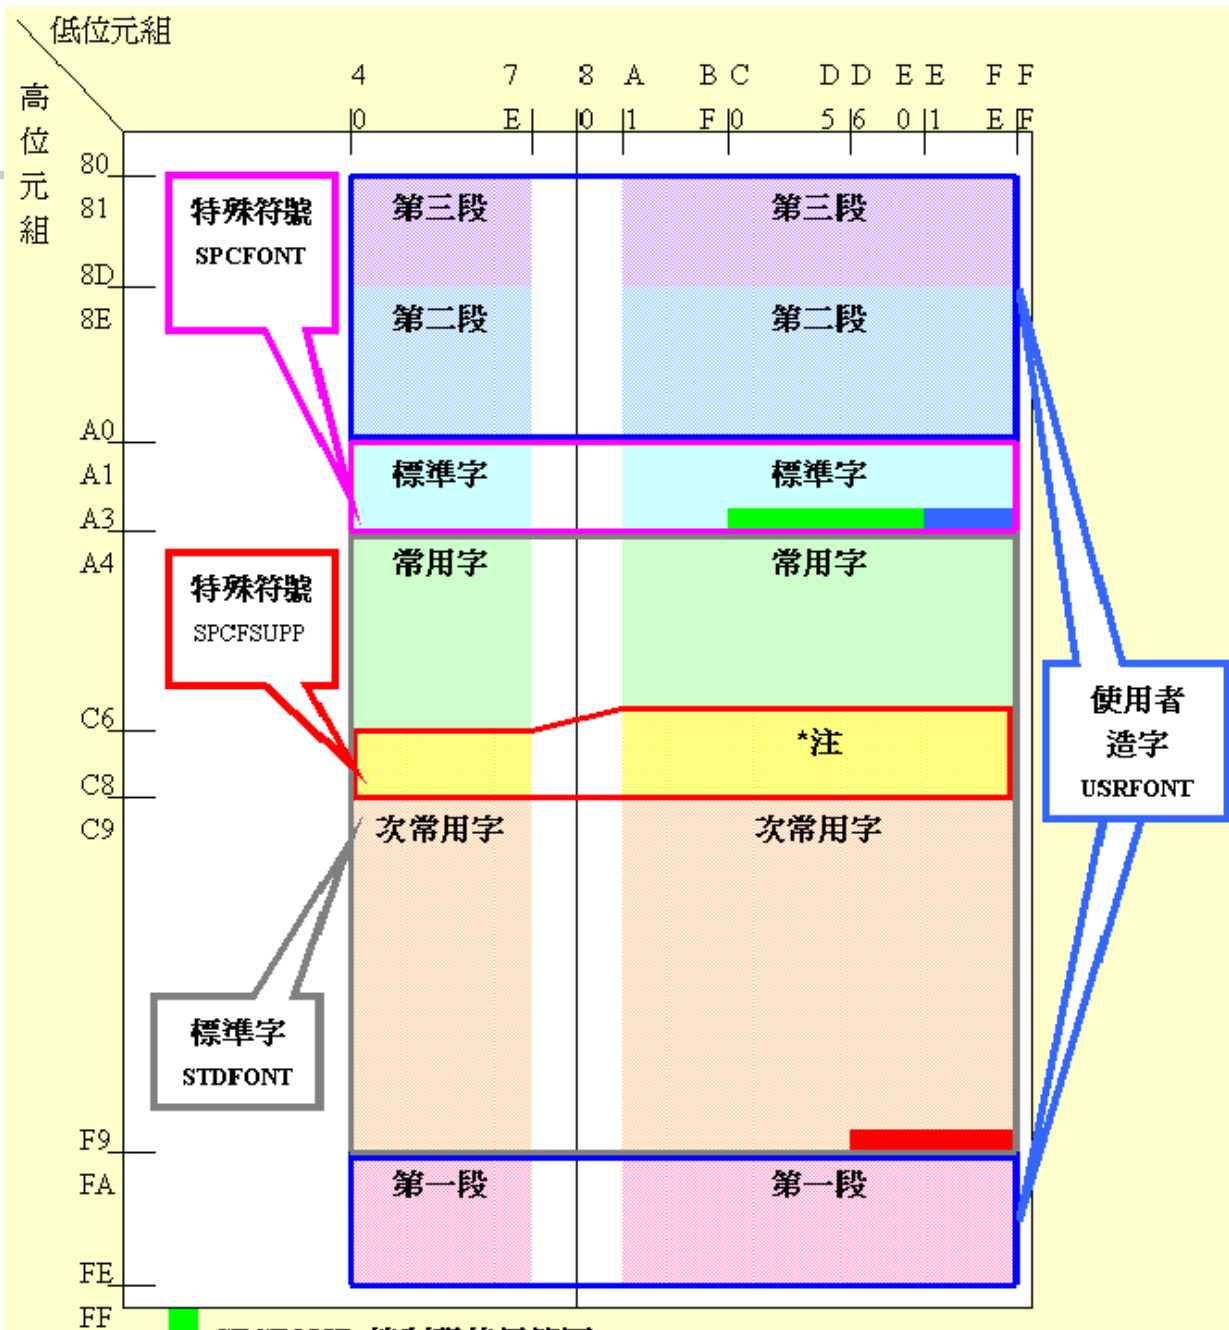 低位元組
高位元組
4 7 8 A B C D D E E F F
0 E 0 1 F 0 5 6 0 1 E F
80
81
8D
8E
A0
A1
A3
A4
C6
C8
C9
F9
FA
FE
FF
特殊符號
SPCFONT
第三段 第三段
第二段 第二段
標準字 標準字
常用字 常用字
特殊符號
SPCFSUPP
*注
次常用字 次常用字
使用者
造字
USRFONT
標準字
STDFONT
第一段 第一段